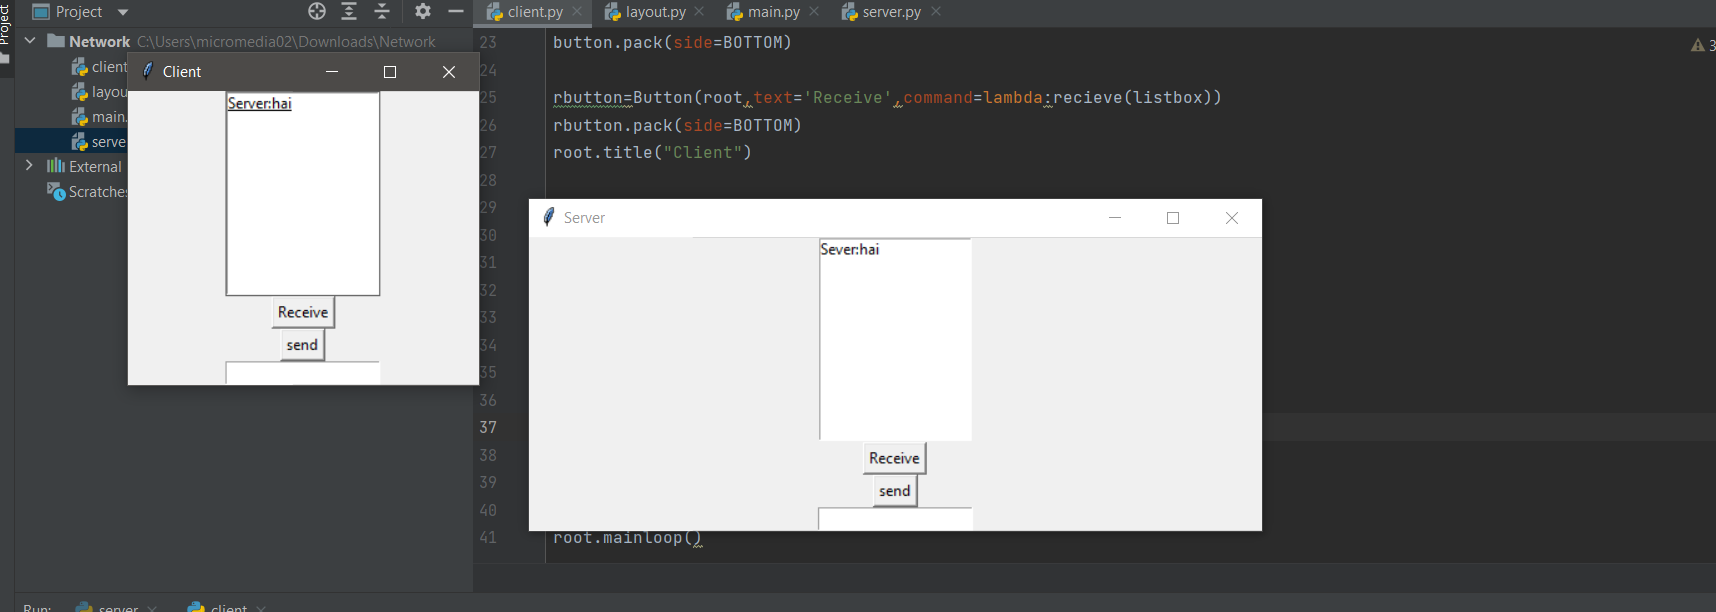 Project
Project
client.py
layout.py
main.py
server.py
Network C:\Users\micromedia02\Downloads\Network
client
layou
main.
serve
External
Scratches
Client
Server:hai
Receive
send
23 button.pack(side=BOTTOM)
24
25 rbutton=Button(root,text='Receive',command=lambda:recieve(listbox))
26 rbutton.pack(side=BOTTOM)
27 root.title("Client")
28
29
30
31
32
33
34
35
36
37
38
39
40
41 root.mainloop()
3
Server
Sever:hai
Receive
send
Run:
server
client